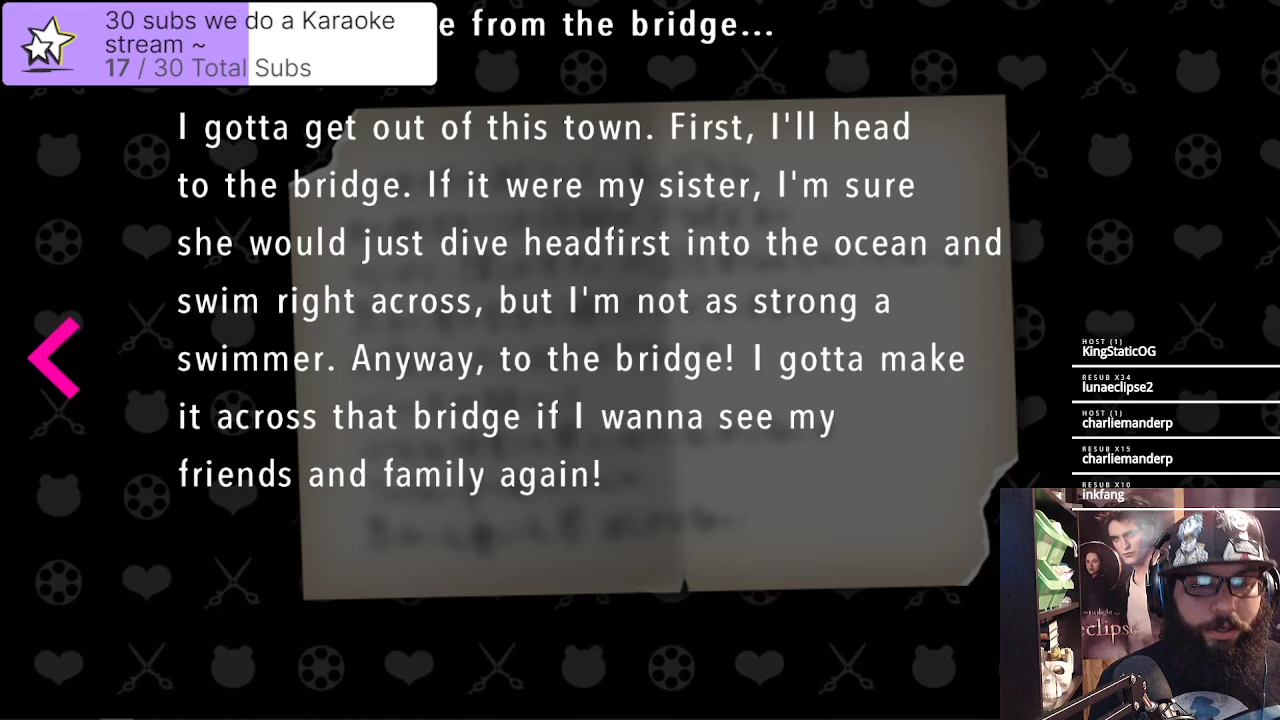 30 subs we do a Karaoke
stream ~
17 / 30 Total Subs
e from the bridge...
I gotta get out of this town. First, I'll head
to the bridge. If it were my sister, I'm sure
she would just dive headfirst into the ocean and
swim right across, but I'm not as strong a
swimmer. Anyway, to the bridge! I gotta make
it across that bridge if I wanna see my
friends and family again!
HOST (1)
KingStaticOG
RESUB X34
lunaeclipse2
HOST (1)
charliemanderp
RESUB X15
charliemanderp
RESUB X10
inkfang
eclipse